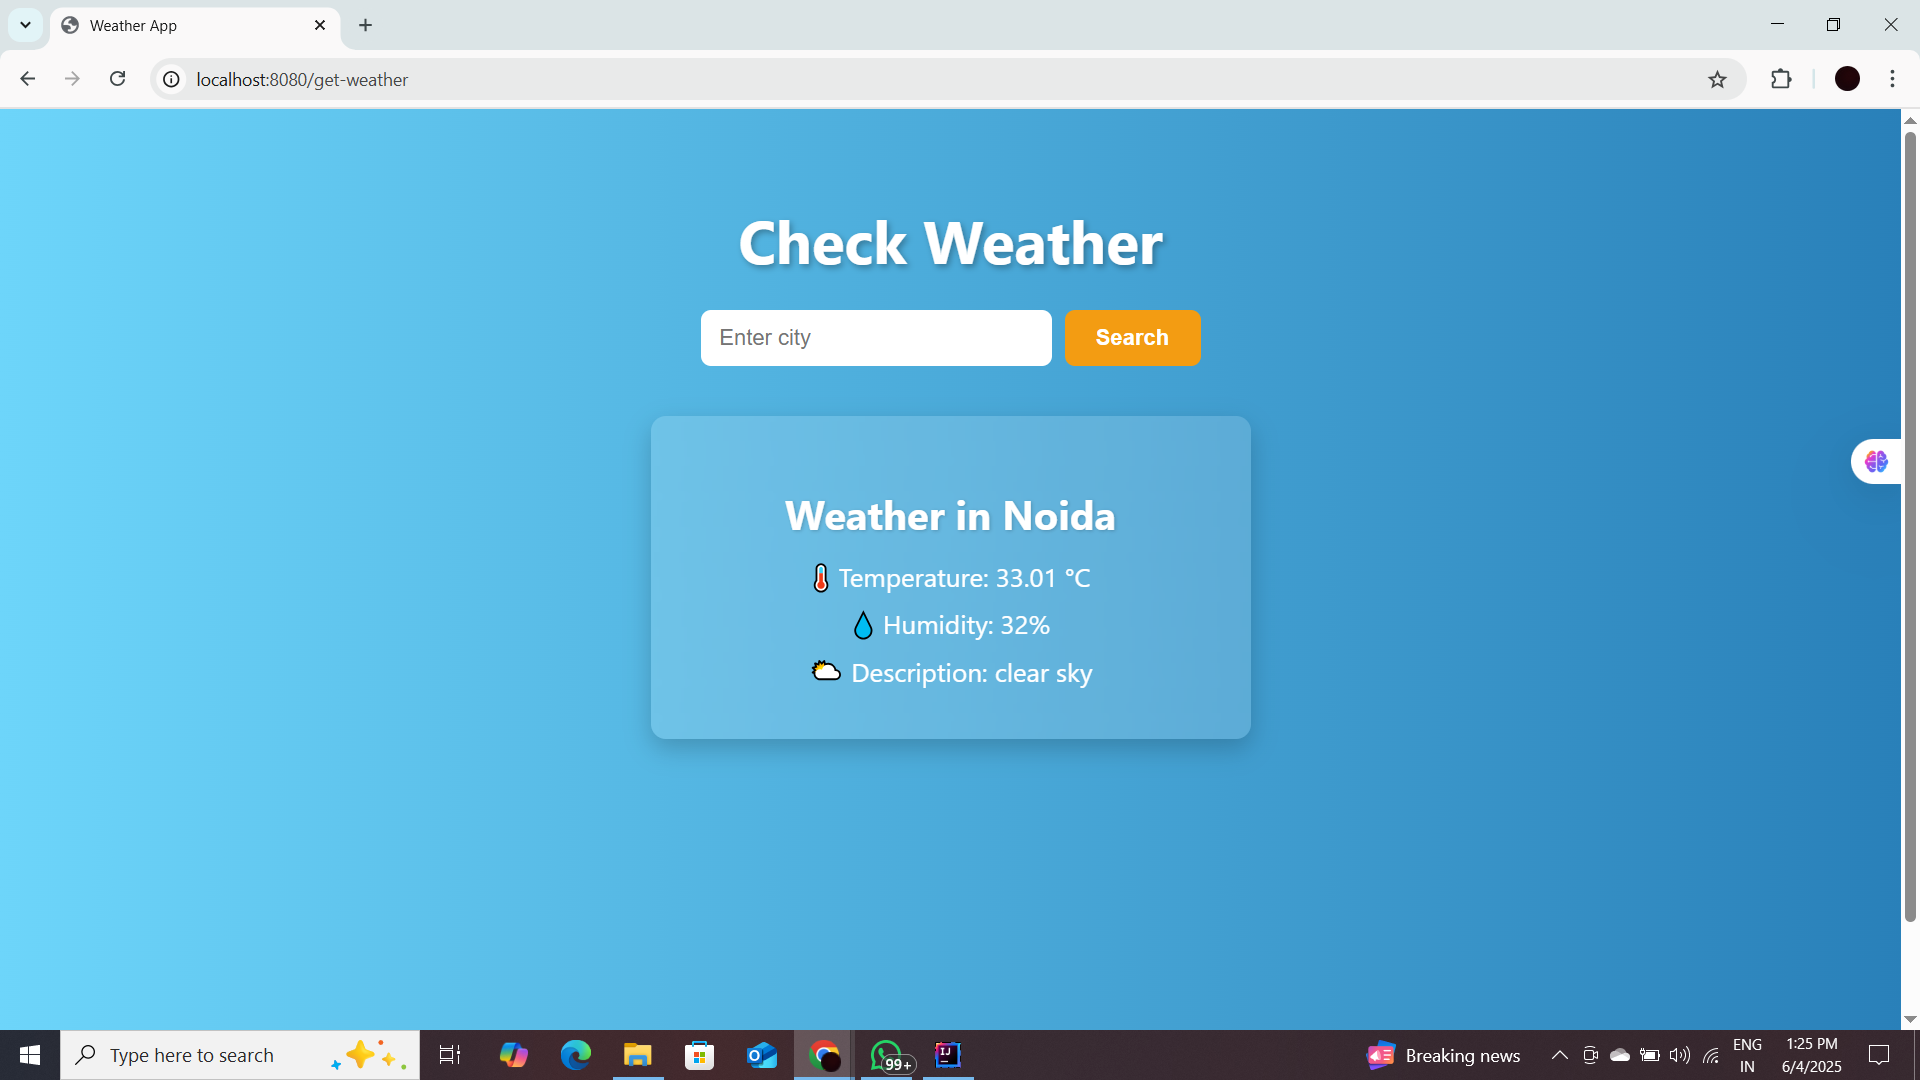 Weather App
localhost:8080/get-weather
Check Weather
Enter city
Search
Weather in Noida
Temperature: 33.01 °C
Humidity: 32%
Description: clear sky
Type here to search
99+
IJ
Breaking news
ENG
IN
1:25 PM
6/4/2025